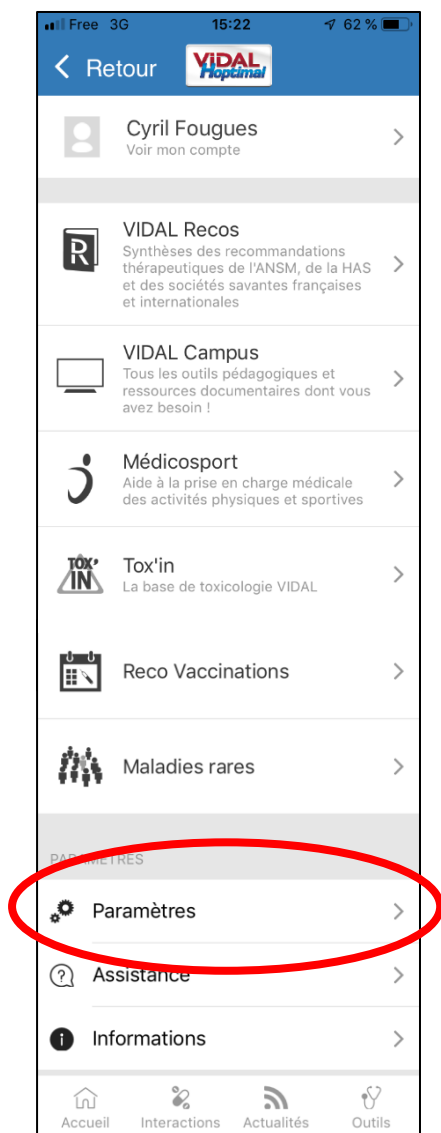 Free 3G 15:22 62 %
Retour VIDAL Hoptimal
Cyril Fougues
Voir mon compte
R
VIDAL Recos
Synthèses des recommandations
thérapeutiques de l'ANSM, de la HAS
et des sociétés savantes françaises
et internationales
VIDAL Campus
Tous les outils pédagogiques et
ressources documentaires dont vous
avez besoin !
Médicosport
Aide à la prise en charge médicale
des activités physiques et sportives
TOX'
IN
Tox'in
La base de toxicologie VIDAL
Reco Vaccinations
Maladies rares
PARAMÈTRES
Paramètres
? Assistance
i Informations
Accueil Interactions Actualités Outils